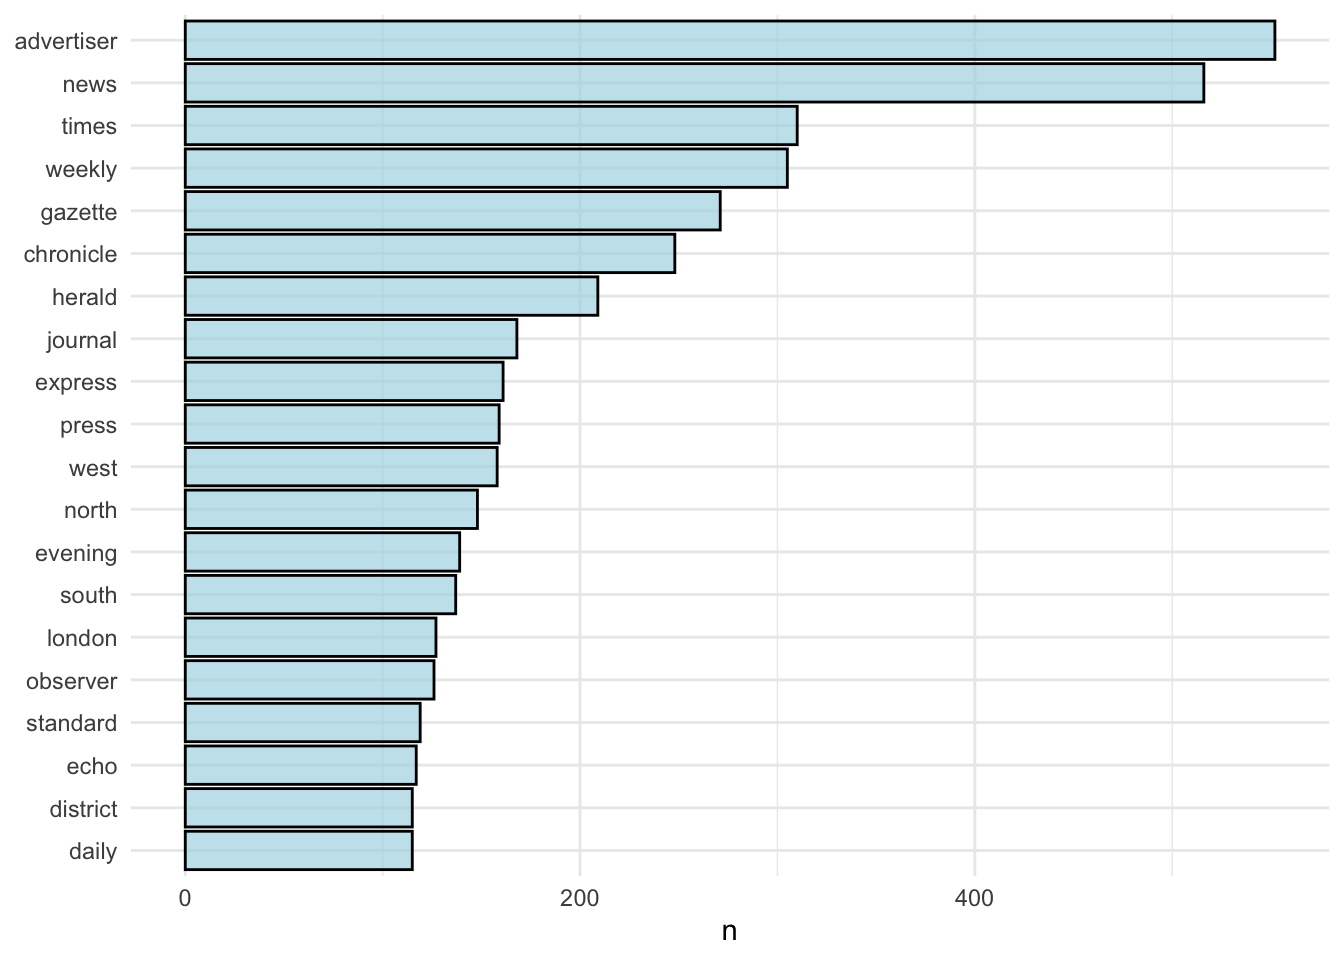 advertiser
news
times
weekly
gazette
chronicle
herald
journal
express
press
west
north
evening
south
london
observer
standard
echo
district
daily
0 200 400
n